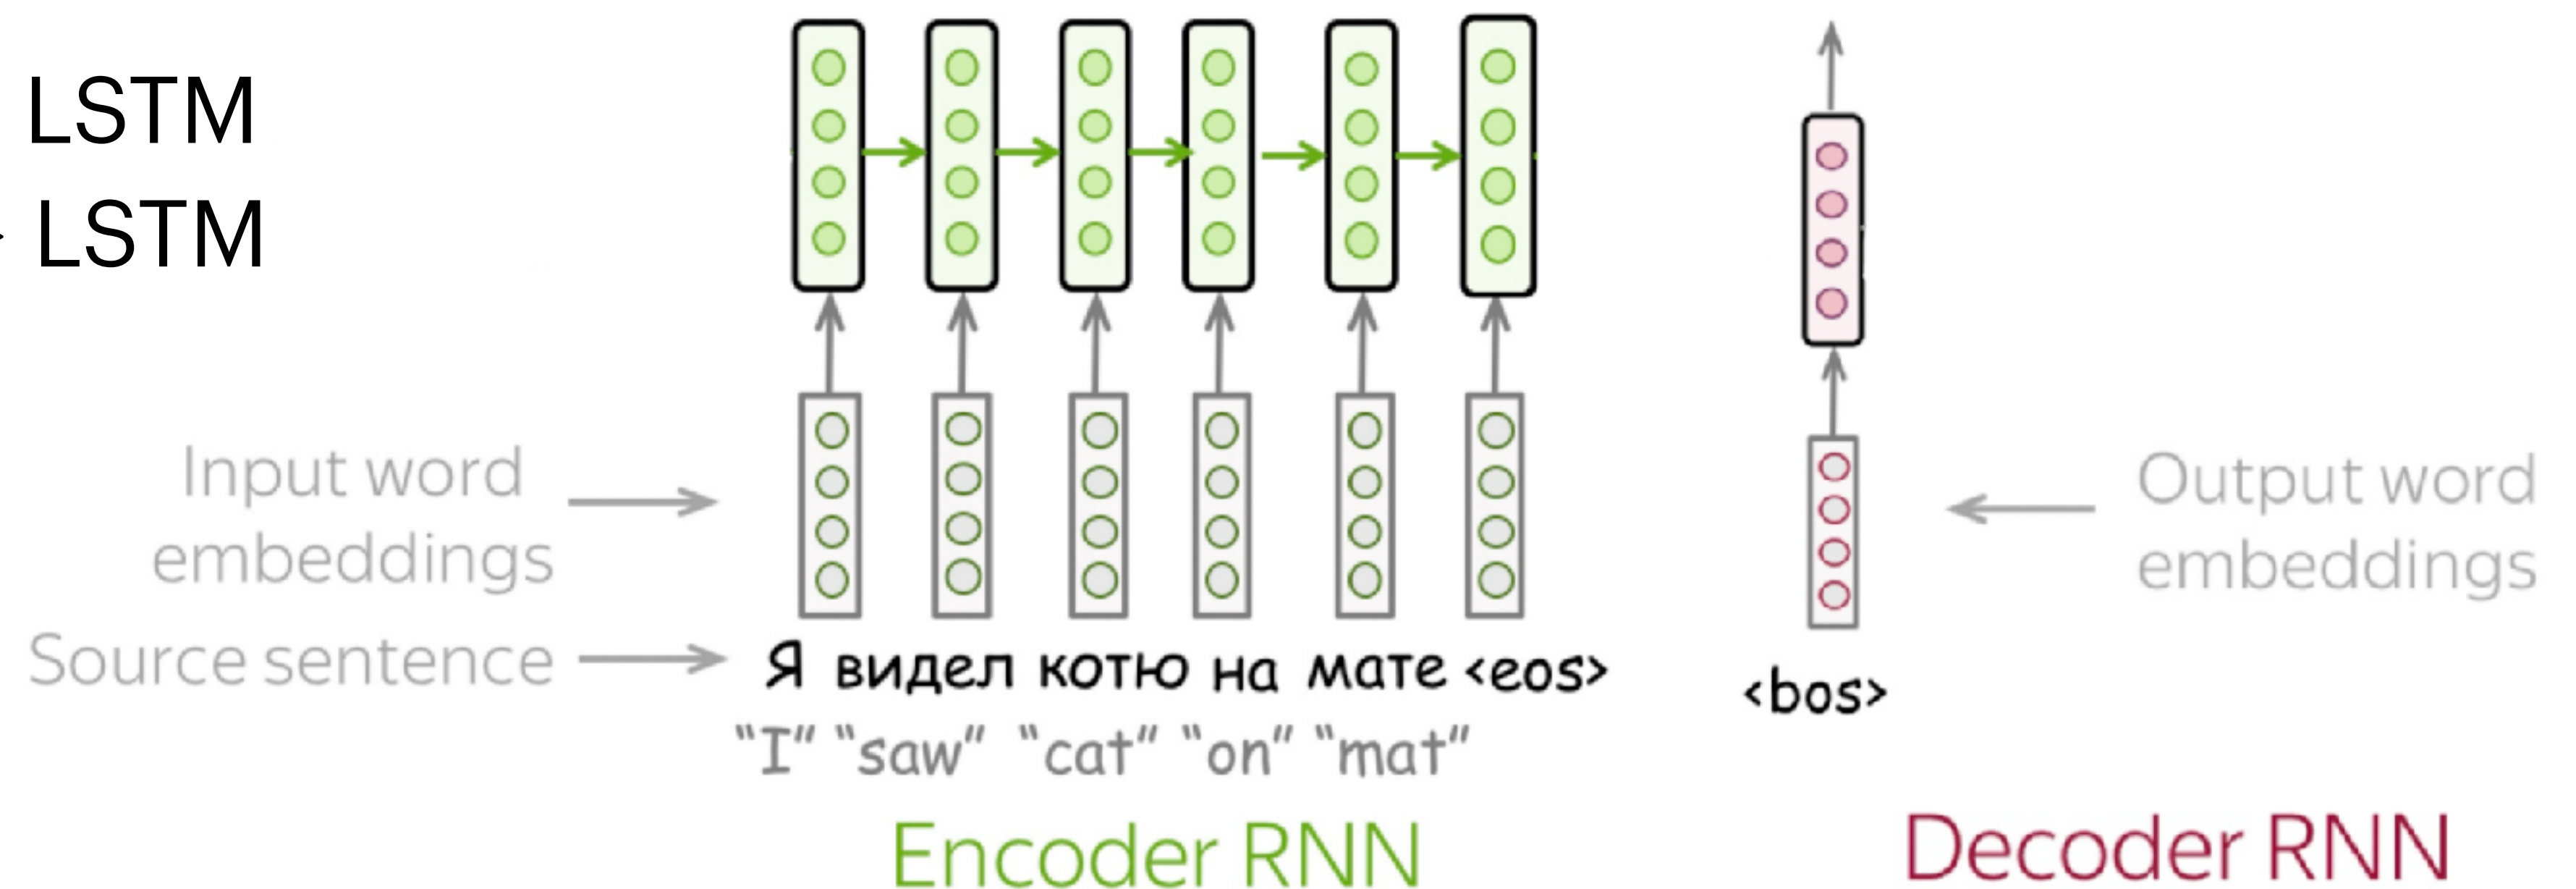 LSTM
LSTM
Input word
embeddings
Source sentence
Я видел котю на мате <eos>
"I" "saw" "cat" "on" "mat"
Encoder RNN
<bos>
Output word
embeddings
Decoder RNN